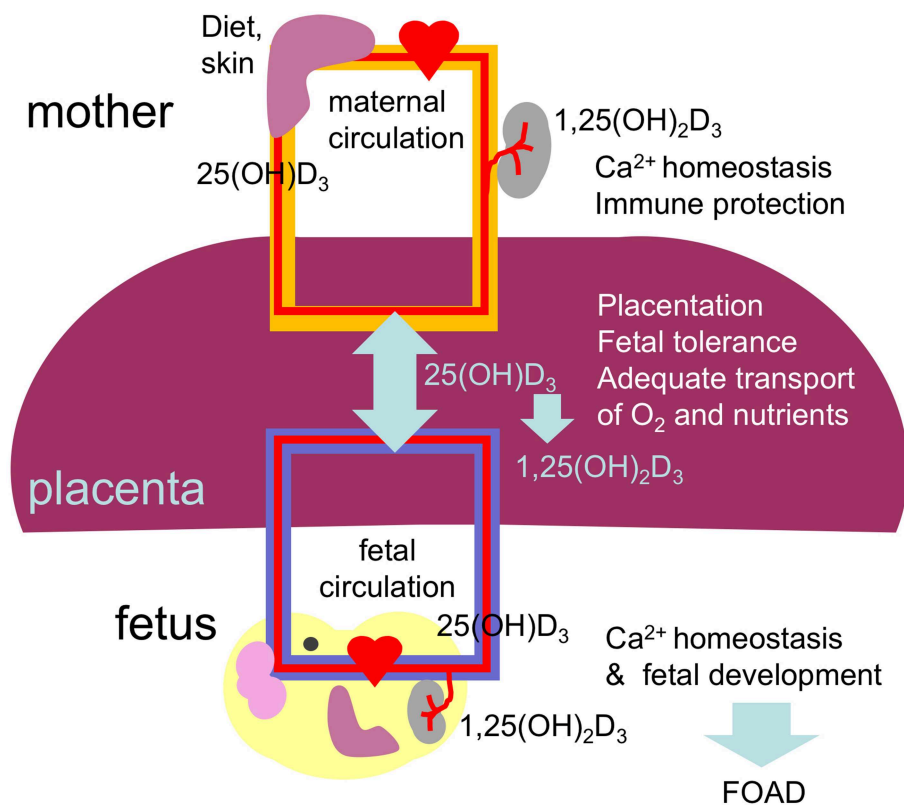 Diet,
skin
mother
maternal
circulation
1,25(OH)₂D₃
25(OH)D₃
Ca²⁺ homeostasis
Immune protection
Placentation
Fetal tolerance
Adequate transport
of O₂ and nutrients
25(OH)D₃
1,25(OH)₂D₃
placenta
fetal
circulation
fetus
25(OH)D₃
1,25(OH)₂D₃
Ca²⁺ homeostasis
& fetal development
FOAD